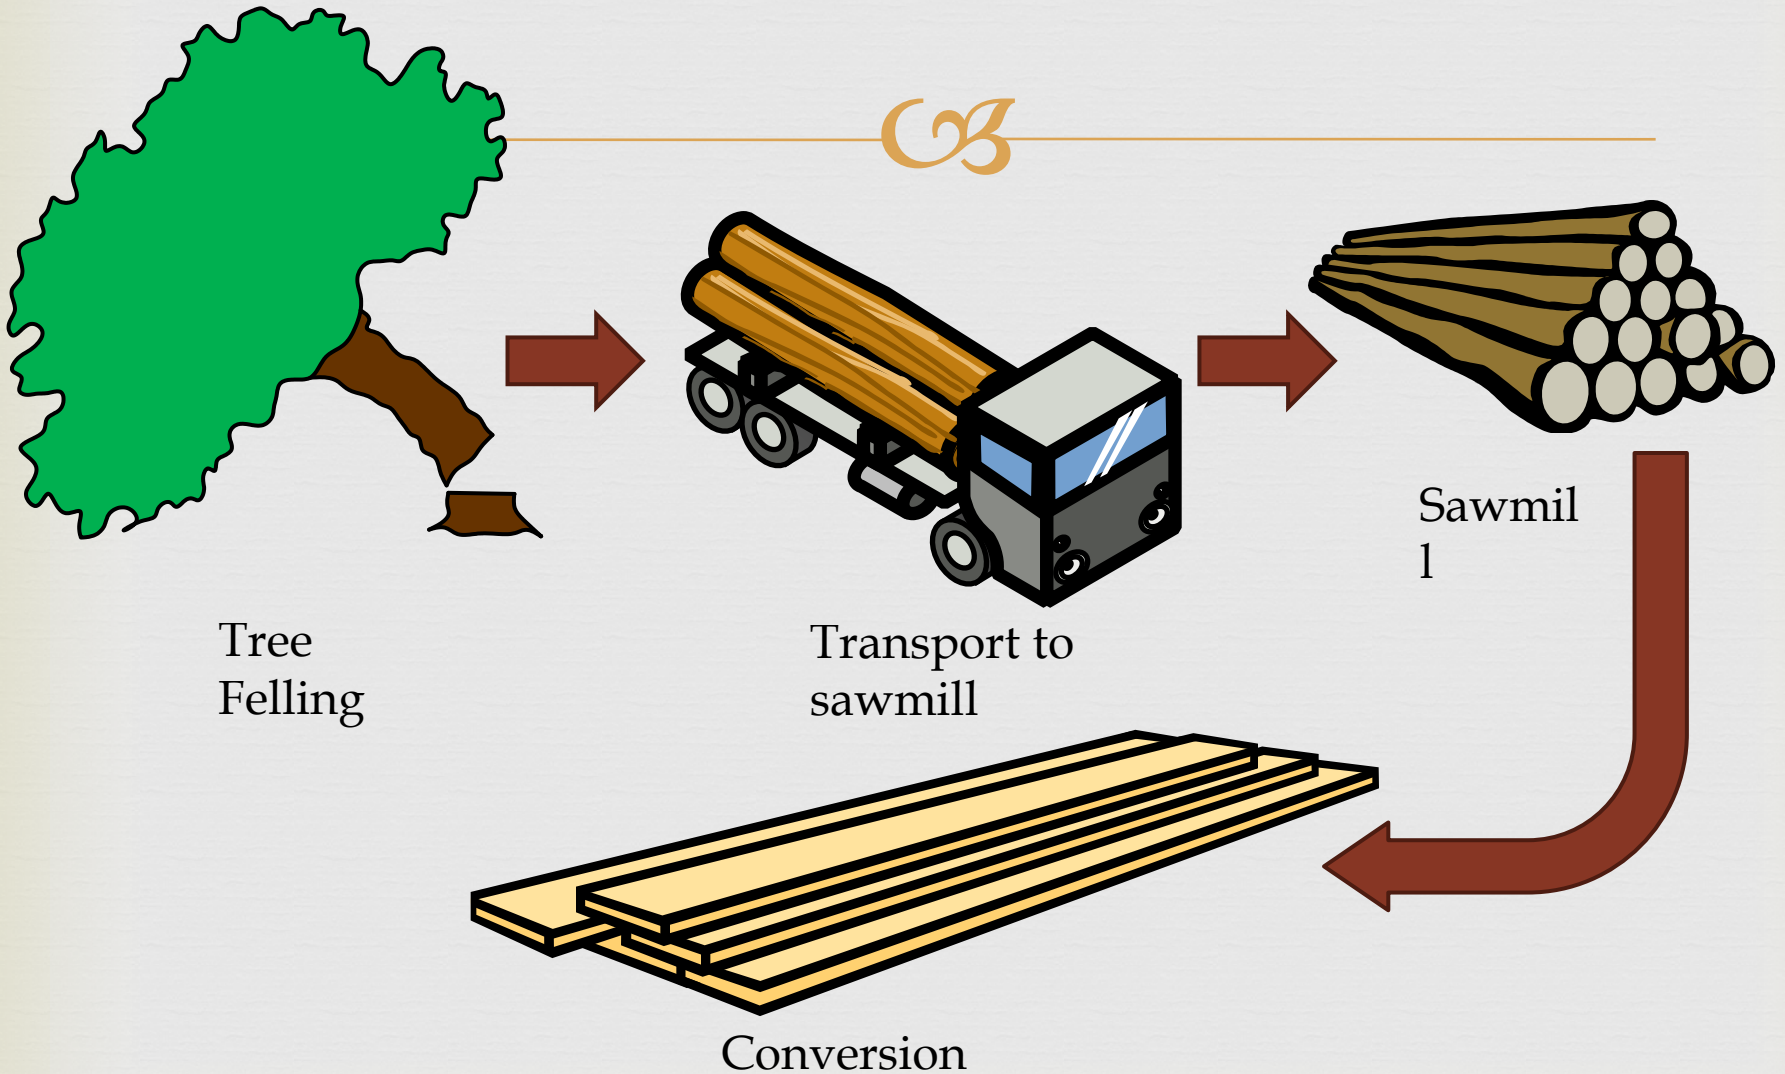 Tree
Felling
Transport to
sawmill
Sawmil
l
Conversion